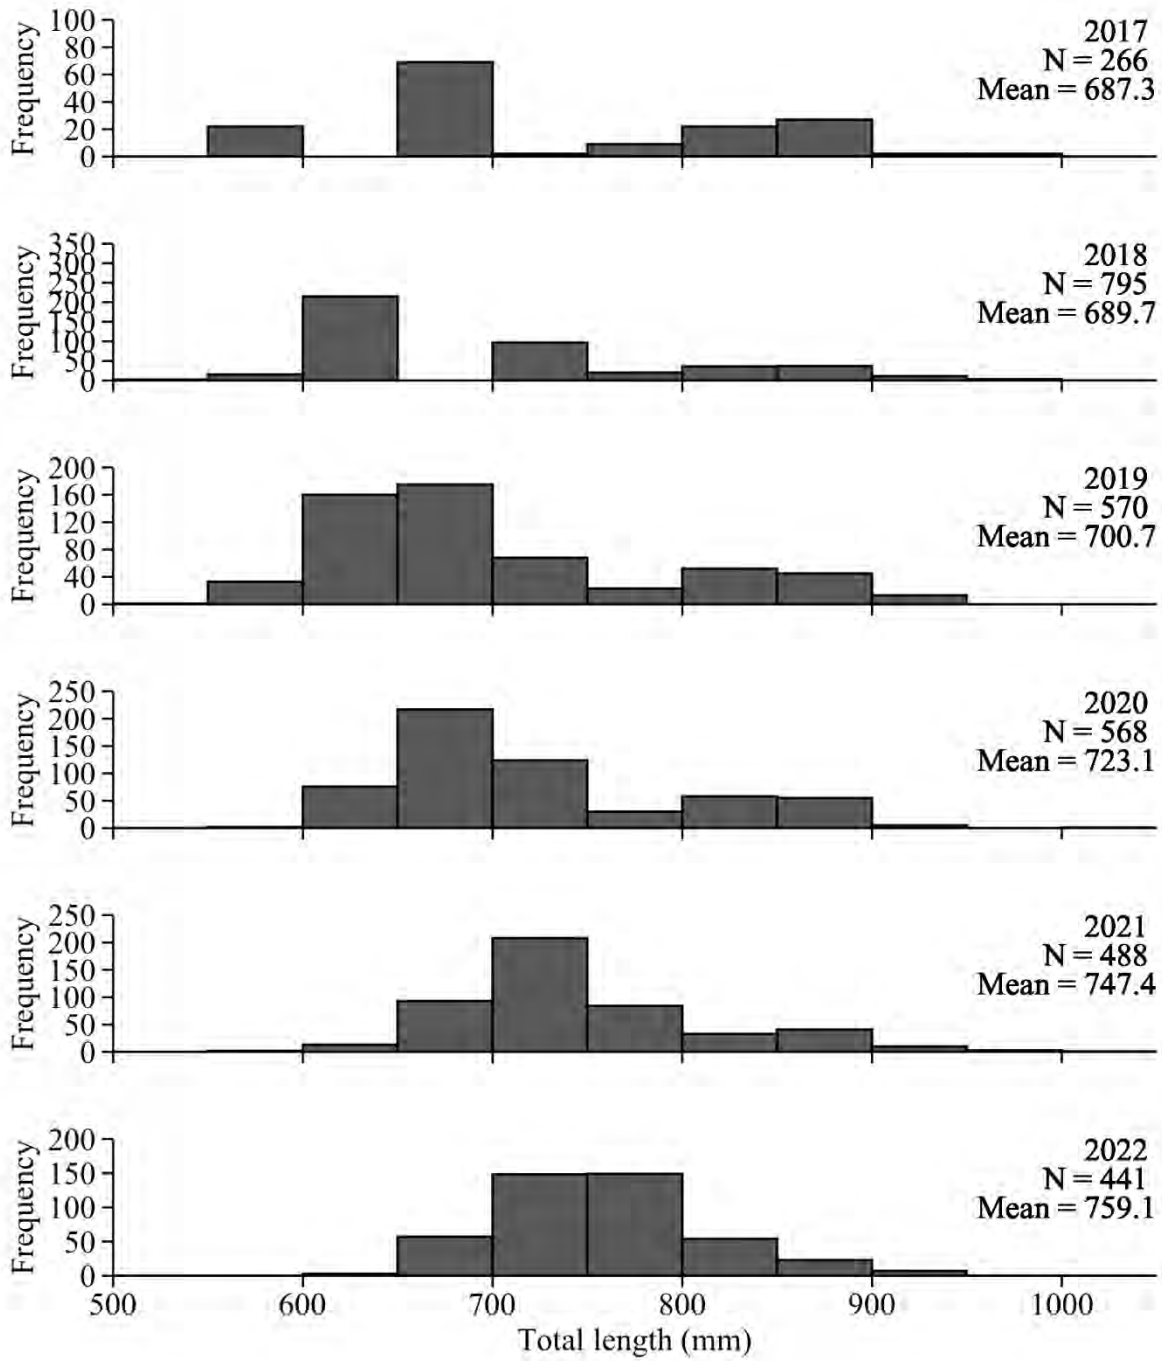 100
80
60
40
20
0
Frequency
2017
N = 266
Mean = 687.3
350
300
250
200
150
100
50
0
Frequency
2018
N = 795
Mean = 689.7
200
160
120
80
40
0
Frequency
2019
N = 570
Mean = 700.7
250
200
150
100
50
0
Frequency
2020
N = 568
Mean = 723.1
250
200
150
100
50
0
Frequency
2021
N = 488
Mean = 747.4
200
150
100
50
0
Frequency
2022
N = 441
Mean = 759.1
500 600 700 800 900 1000
Total length (mm)